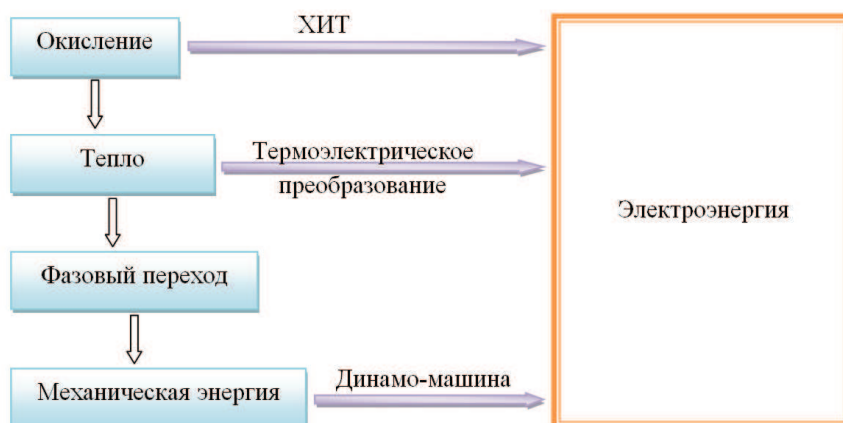 ХИТ
Окисление
Тепло
Термоэлектрическое
преобразование
Электроэнергия
Фазовый переход
Механическая энергия
Динамо-машина